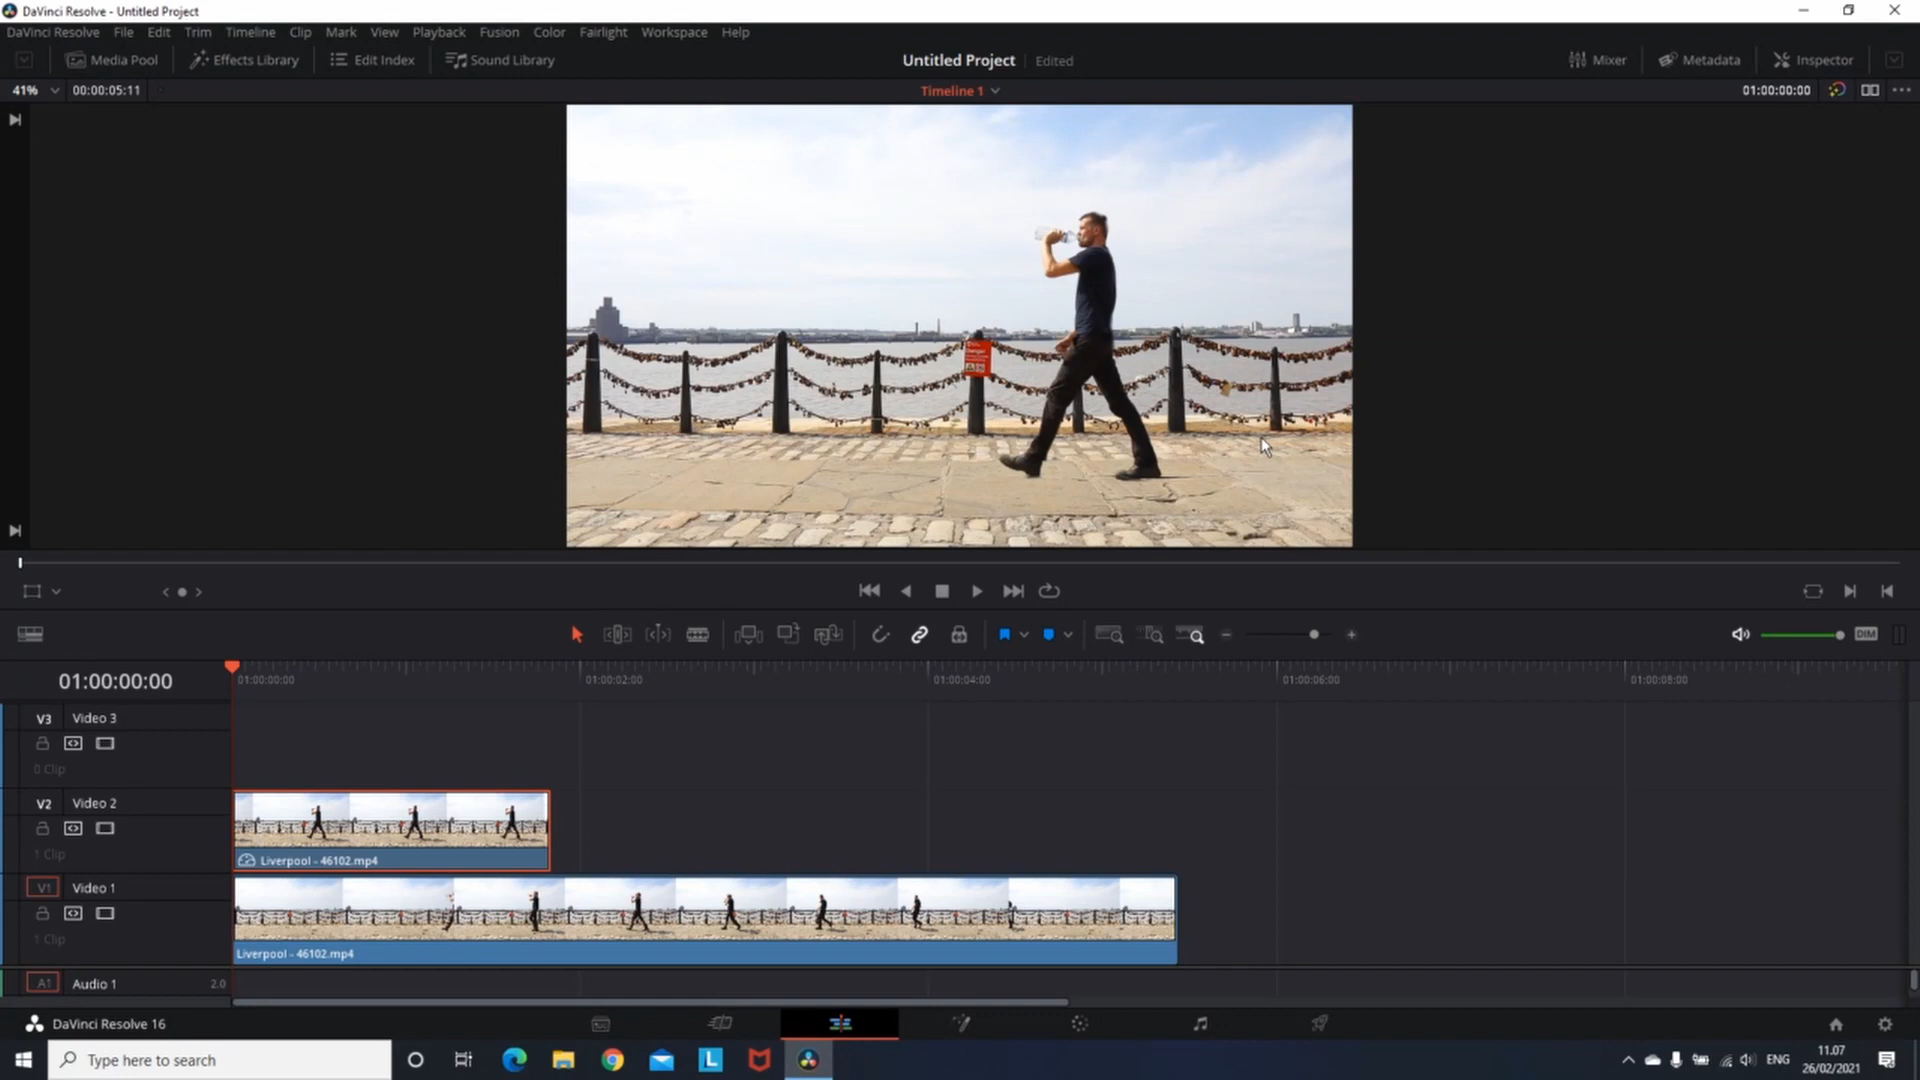 DaVinci Resolve - Untitled Project
DaVinci Resolve File Edit Trim Timeline Clip Mark View Playback Fusion Color Fairlight Workspace Help
Media Pool Effects Library Edit Index Sound Library Untitled Project Edited Mixer Metadata Inspector
41% 00:00:05:11 Timeline 1 01:00:00:00
DIM
01:00:00:00 01:00:00:00 01:00:02:00 01:00:04:00 01:00:06:00 01:00:08:00
V3 Video 3
0 Clip
V2 Video 2
1 Clip
Liverpool - 46102.mp4
V1 Video 1
1 Clip
Liverpool - 46102.mp4
A1 Audio 1 2.0
DaVinci Resolve 16
Type here to search
L
ENG
11.07
26/02/2021